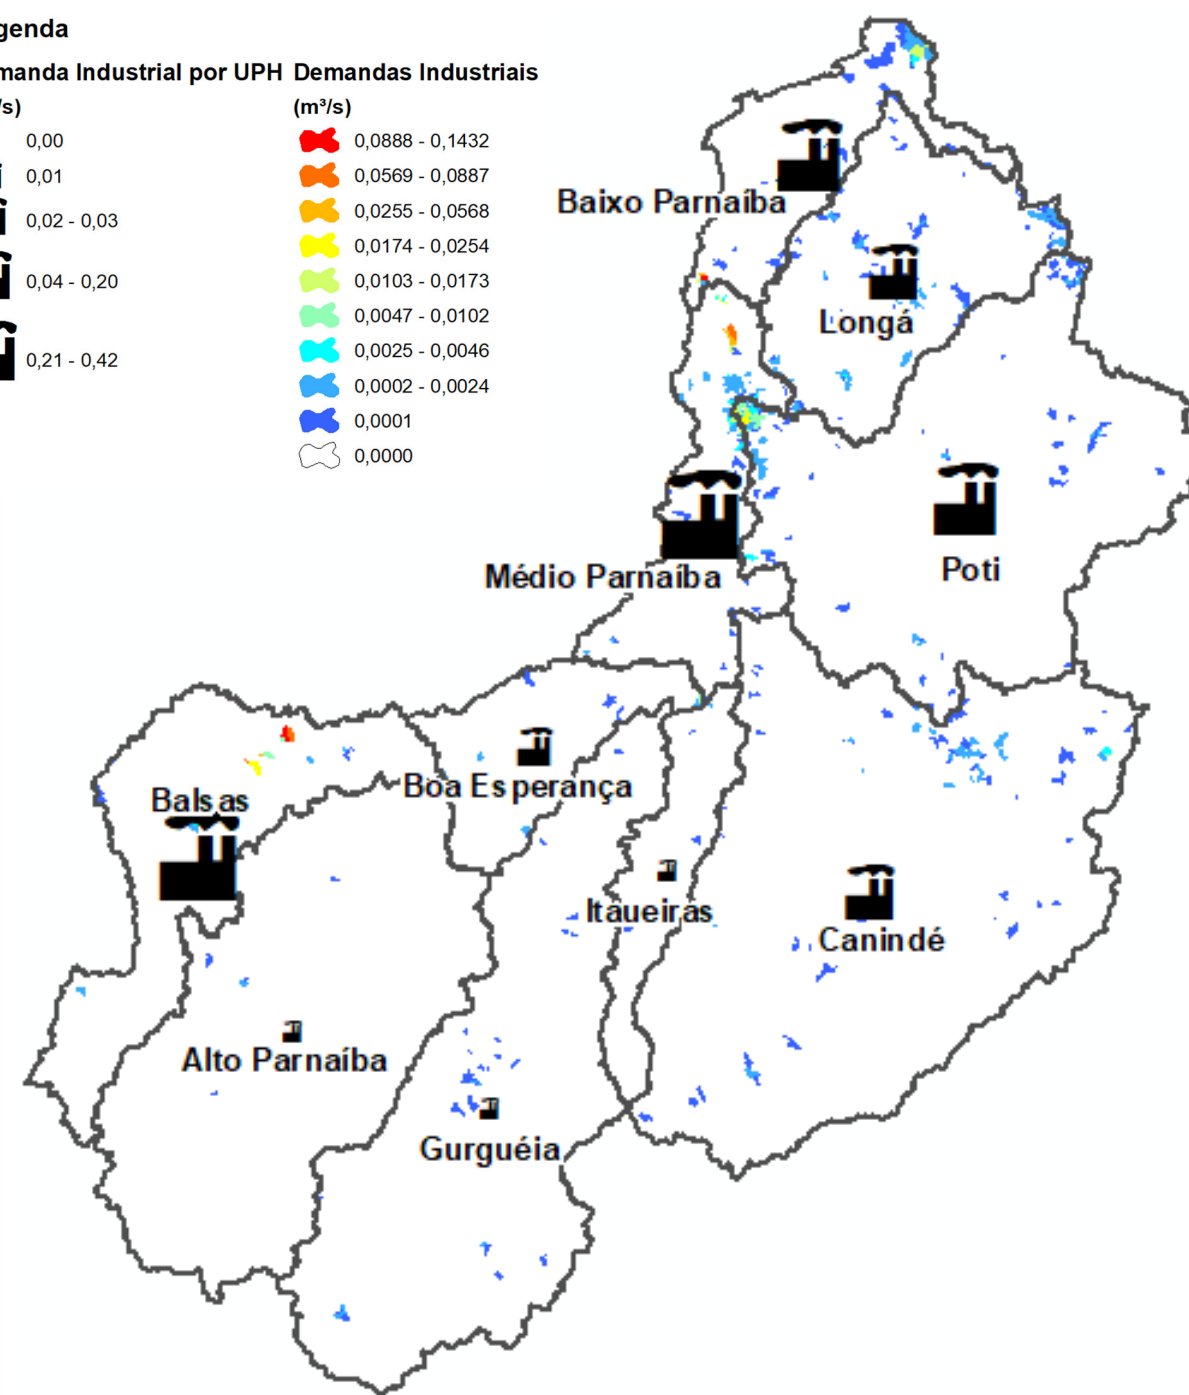 genda
manda Industrial por UPH
/s)
0,00
0,01
0,02 - 0,03
0,04 - 0,20
0,21 - 0,42
Demandas Industriais
(m³/s)
0,0888 - 0,1432
0,0569 - 0,0887
0,0255 - 0,0568
0,0174 - 0,0254
0,0103 - 0,0173
0,0047 - 0,0102
0,0025 - 0,0046
0,0002 - 0,0024
0,0001
0,0000
Baixo Parnaíba
Longá
Poti
Médio Parnaíba
Boa Esperança
Balsas
Itaueiras
Canindé
Alto Parnaíba
Gurguéia